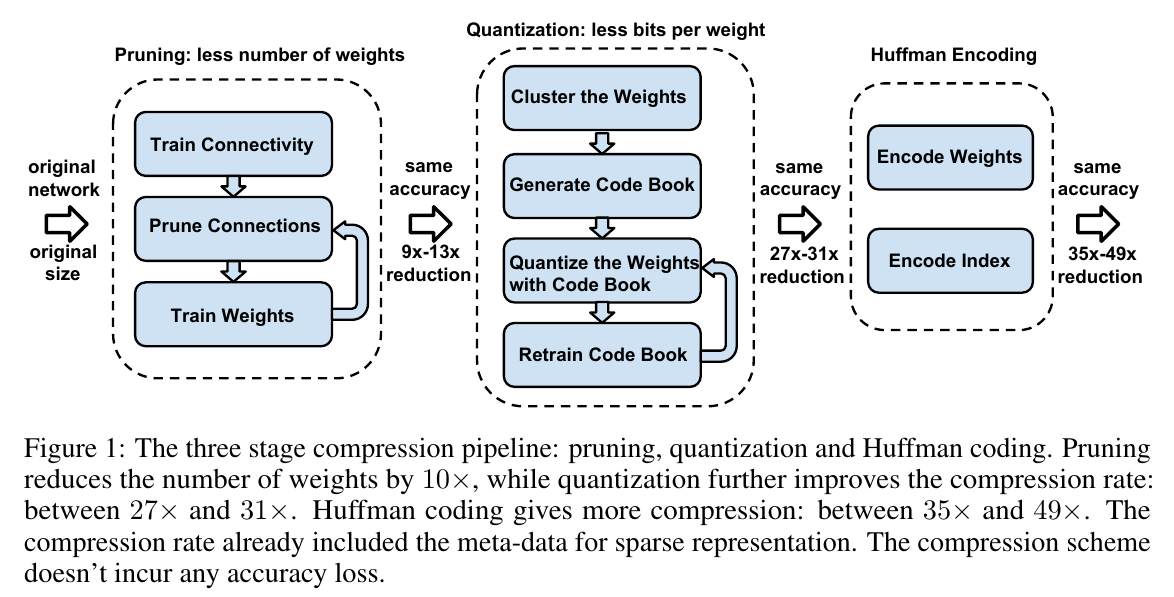 Pruning: less number of weights
Train Connectivity
Prune Connections
Train Weights
original
network
original
size
same
accuracy
9x-13x
reduction
Quantization: less bits per weight
Cluster the Weights
Generate Code Book
Quantize the Weights
with Code Book
Retrain Code Book
same
accuracy
27x-31x
reduction
Huffman Encoding
Encode Weights
Encode Index
same
accuracy
35x-49x
reduction
Figure 1: The three stage compression pipeline: pruning, quantization and Huffman coding. Pruning
reduces the number of weights by 10×, while quantization further improves the compression rate:
between 27× and 31×. Huffman coding gives more compression: between 35× and 49×. The
compression rate already included the meta-data for sparse representation. The compression scheme
doesn't incur any accuracy loss.